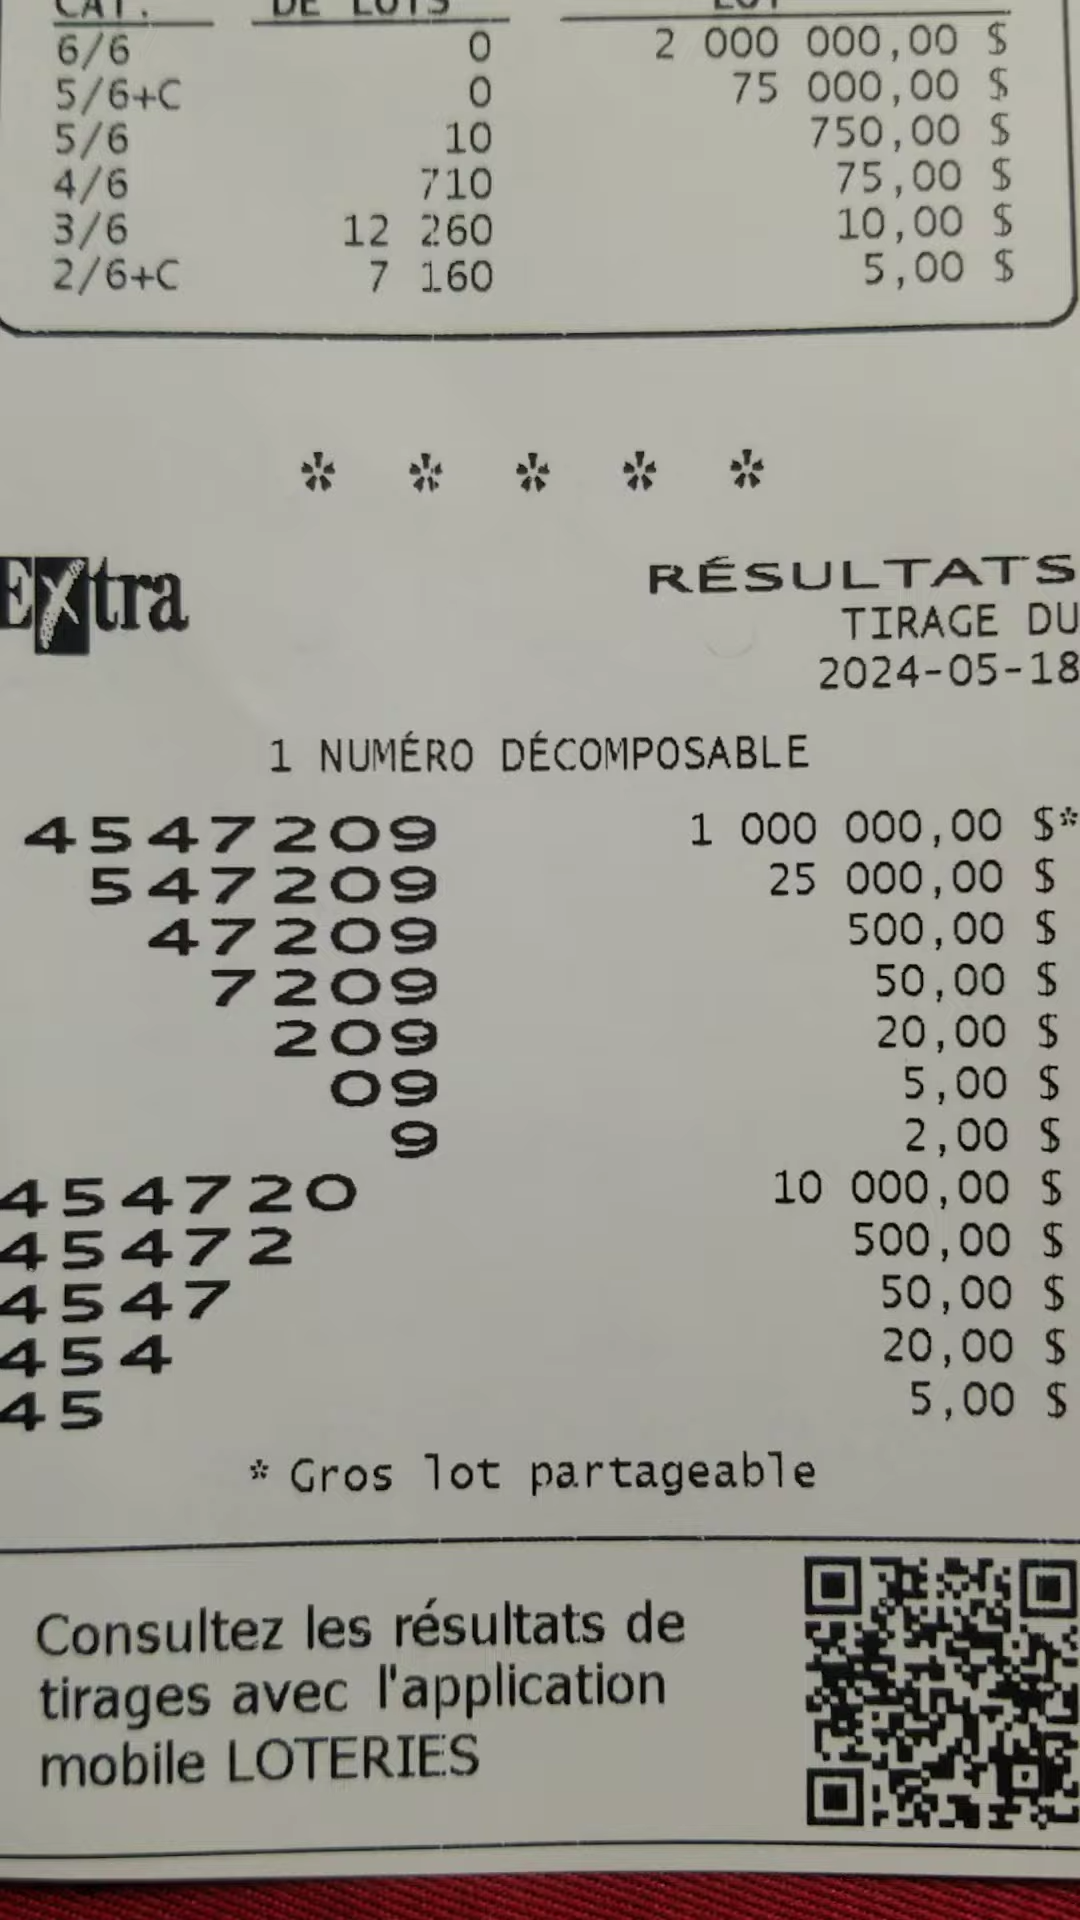 CAT. DE LOTS LOT
6/6 0 2 000 000,00 $
5/6+C 0 75 000,00 $
5/6 10 750,00 $
4/6 710 75,00 $
3/6 12 260 10,00 $
2/6+C 7 160 5,00 $
* * * * *
Extra RÉSULTATS
TIRAGE DU
2024-05-18
1 NUMÉRO DÉCOMPOSABLE
4547209 1 000 000,00 $*
547209 25 000,00 $
47209 500,00 $
7209 50,00 $
209 20,00 $
09 5,00 $
9 2,00 $
454720 10 000,00 $
45472 500,00 $
4547 50,00 $
454 20,00 $
45 5,00 $
* Gros lot partageable
Consultez les résultats de
tirages avec l'application
mobile LOTERIES